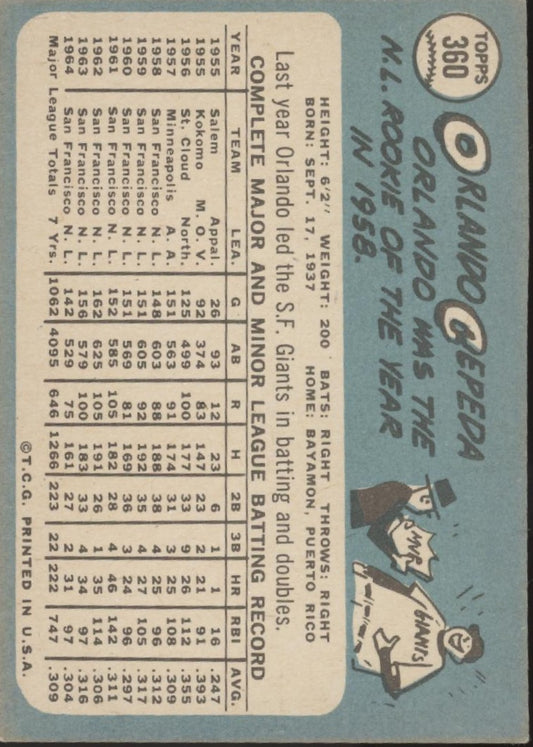 TOPPS
360
ORLANDO CEPEDA
ORLANDO WAS THE
N.L. ROOKIE OF THE YEAR
IN 1958.
GIANTS
HEIGHT: 6'2" WEIGHT: 200 BATS: RIGHT THROWS: RIGHT
BORN: SEPT. 17, 1937 HOME: BAYAMON, PUERTO RICO
Last year Orlando led the S.F. Giants in batting and doubles.
COMPLETE MAJOR AND MINOR LEAGUE BATTING RECORD
YEAR TEAM LEA. G AB R H 2B 3B HR RBI AVG.
1955 Salem Appal. 26 93 12 23 6 1 1 16 .247
1955 Kokomo M. O. V. 92 374 83 147 23 2 21 91 .393
1956 St. Cloud North. 125 499 100 177 33 9 26 112 .355
1957 Minneapolis A. A. 151 563 91 174 31 3 25 108 .309
1958 San Francisco N. L. 148 603 88 188 38 4 25 96 .312
1959 San Francisco N. L. 151 605 92 192 35 4 27 105 .317
1960 San Francisco N. L. 151 569 81 169 36 3 24 96 .297
1961 San Francisco N. L. 152 585 105 182 28 4 46 142 .311
1962 San Francisco N. L. 162 625 105 191 26 1 35 114 .306
1963 San Francisco N. L. 156 579 100 183 33 4 34 97 .316
1964 San Francisco N. L. 142 529 75 161 27 2 31 97 .304
Major League Totals 7 Yrs. 1062 4095 646 1266 223 22 222 747 .309
©T.C.G. PRINTED IN U.S.A.